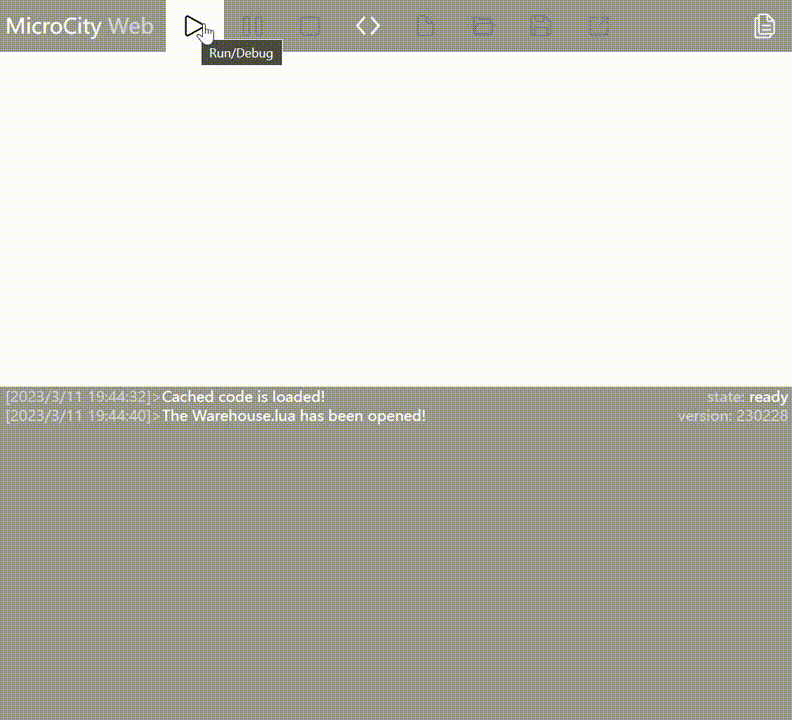 MicroCity Web
Run/Debug
[2023/3/11 19:44:32]>Cached code is loaded!
state: ready
[2023/3/11 19:44:40]>The Warehouse.lua has been opened!
version: 230228